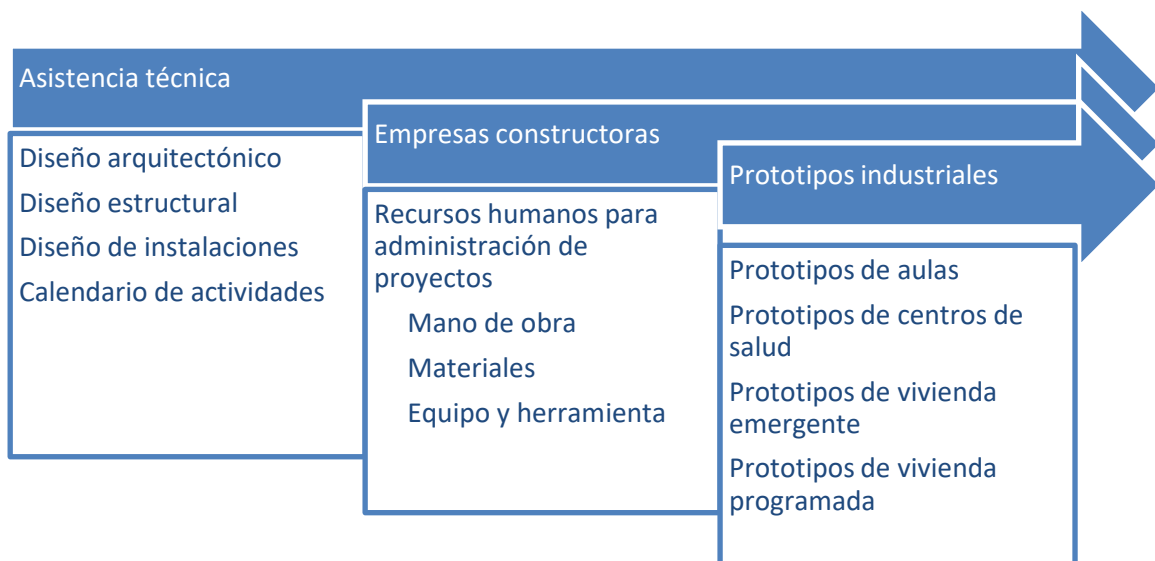 Asistencia técnica
Diseño arquitectónico
Diseño estructural
Diseño de instalaciones
Calendario de actividades
Empresas constructoras
Recursos humanos para
administración de
proyectos
Mano de obra
Materiales
Equipo y herramienta
Prototipos industriales
Prototipos de aulas
Prototipos de centros de
salud
Prototipos de vivienda
emergente
Prototipos de vivienda
programada